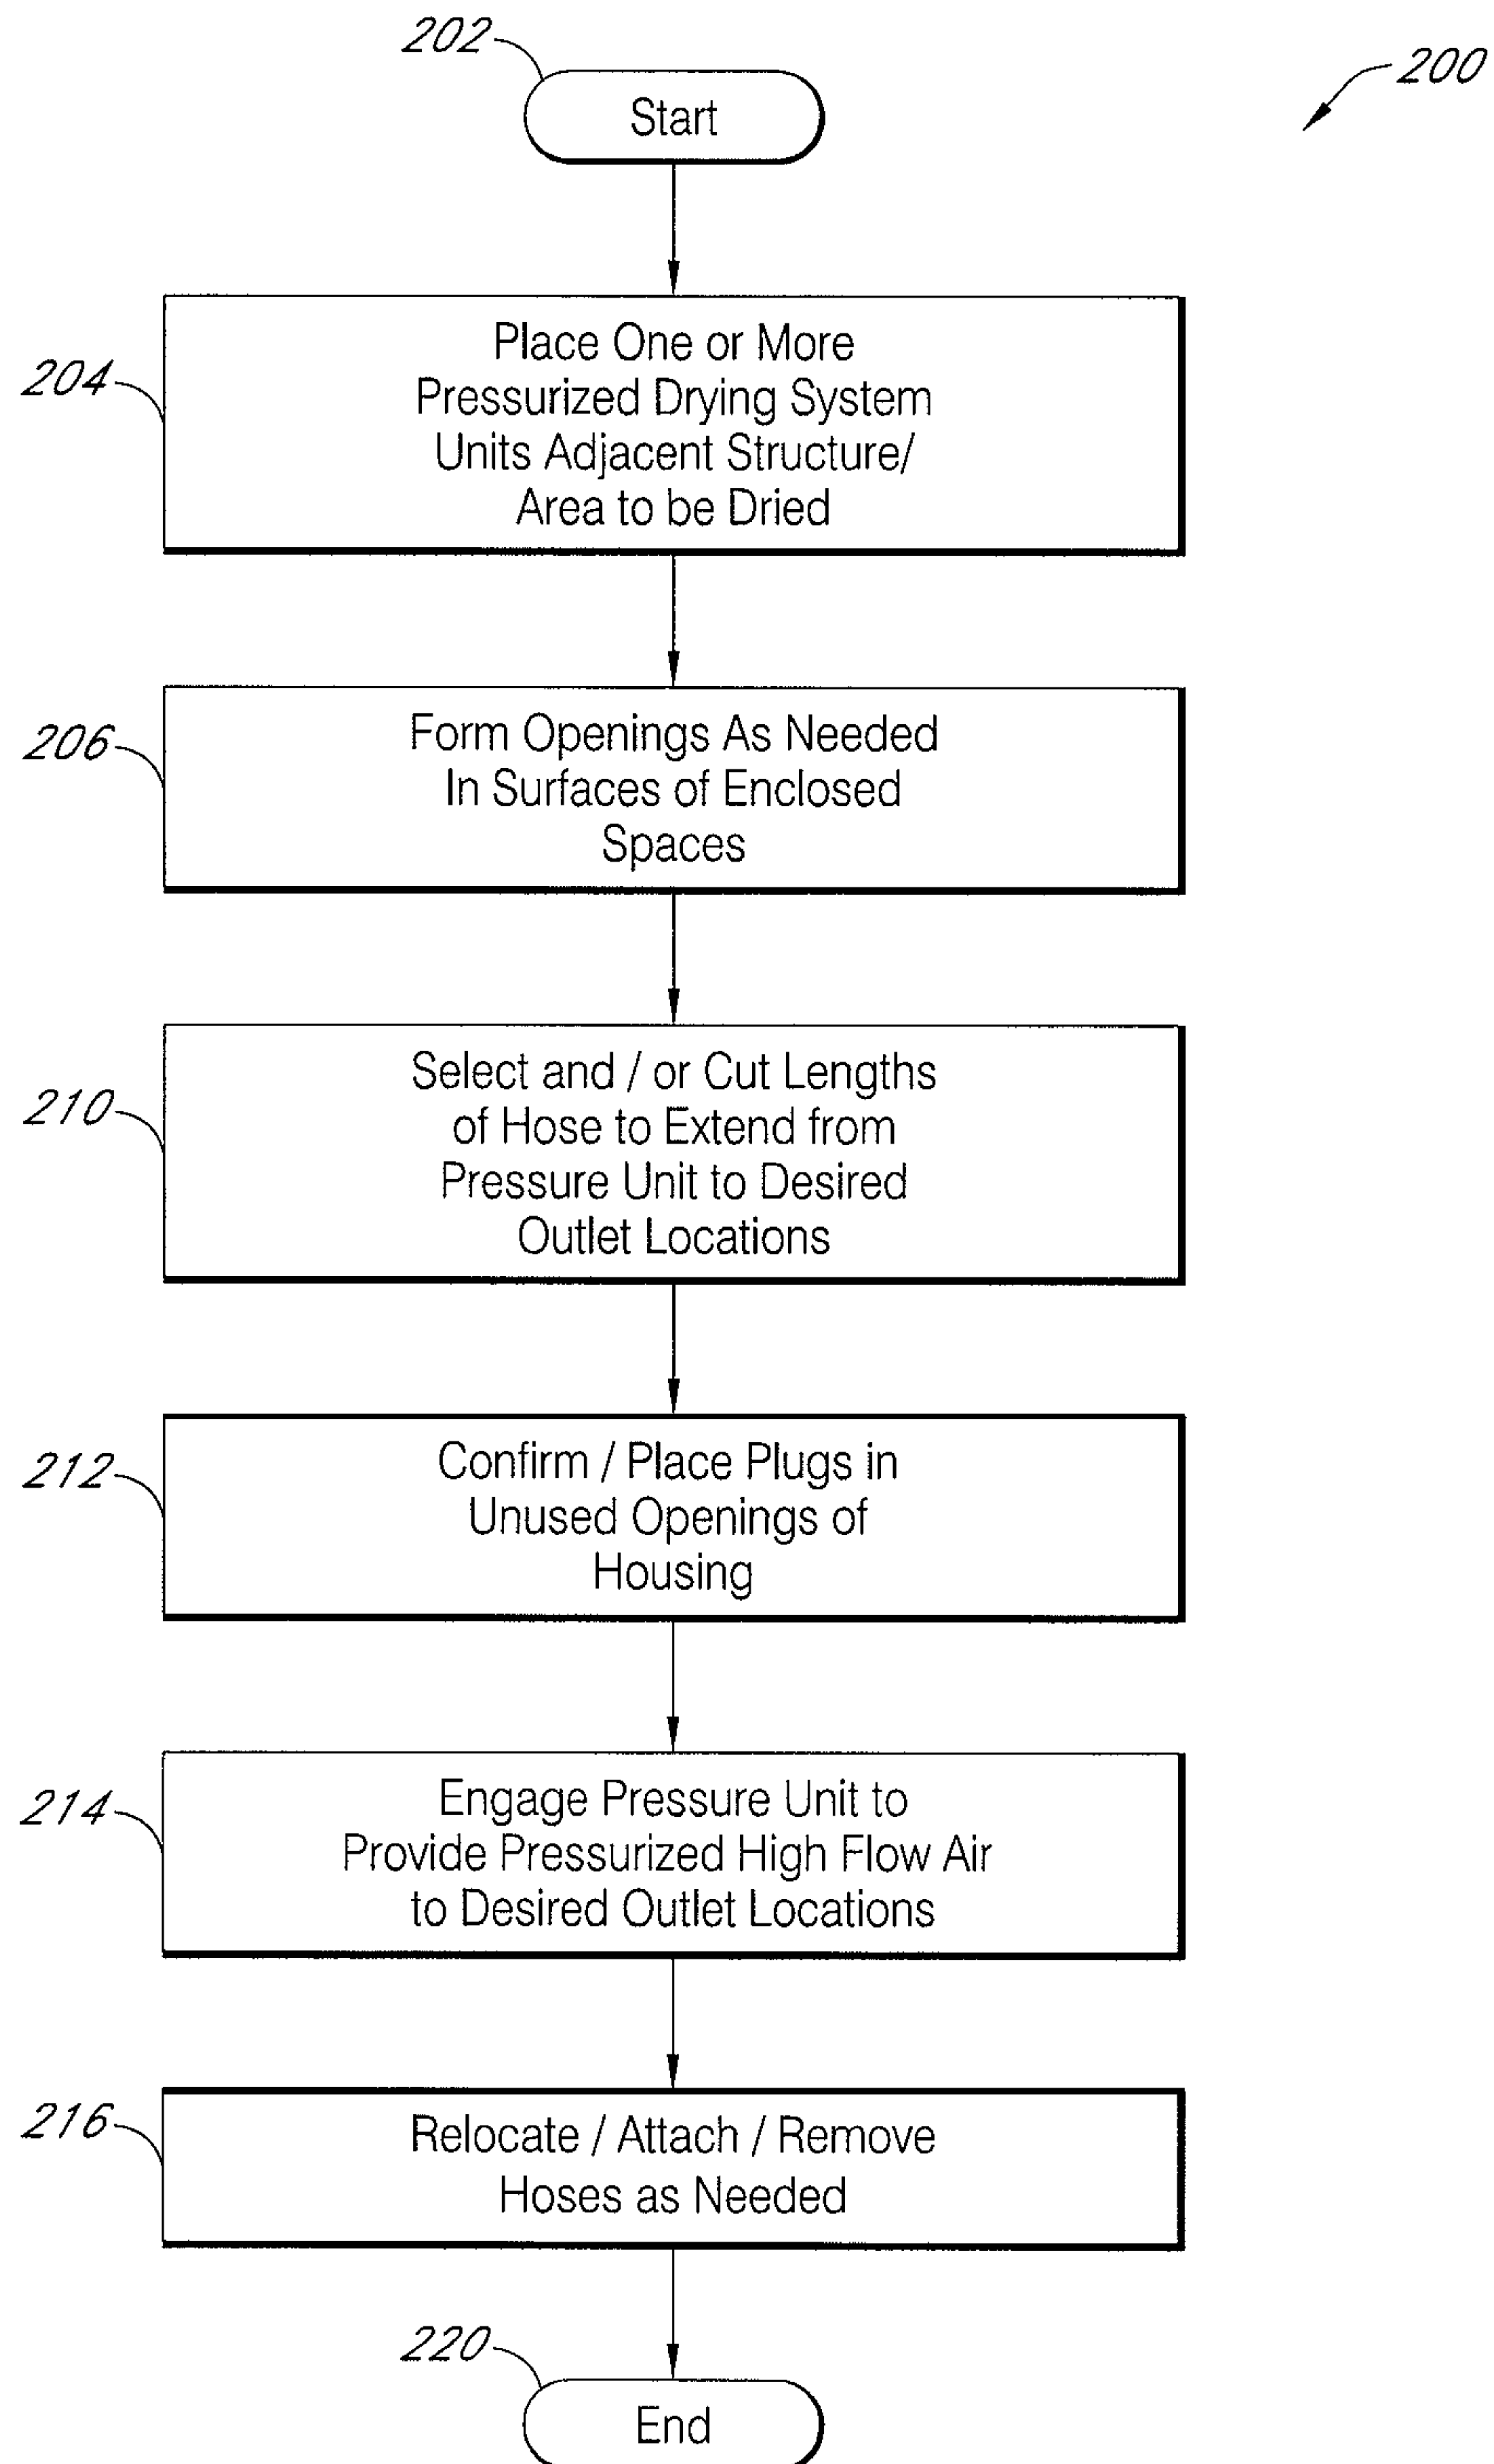 202
200
Start
204
Place One or More
Pressurized Drying System
Units Adjacent Structure/
Area to be Dried
206
Form Openings As Needed
In Surfaces of Enclosed
Spaces
210
Select and / or Cut Lengths
of Hose to Extend from
Pressure Unit to Desired
Outlet Locations
212
Confirm / Place Plugs in
Unused Openings of
Housing
214
Engage Pressure Unit to
Provide Pressurized High Flow Air
to Desired Outlet Locations
216
Relocate / Attach / Remove
Hoses as Needed
220
End